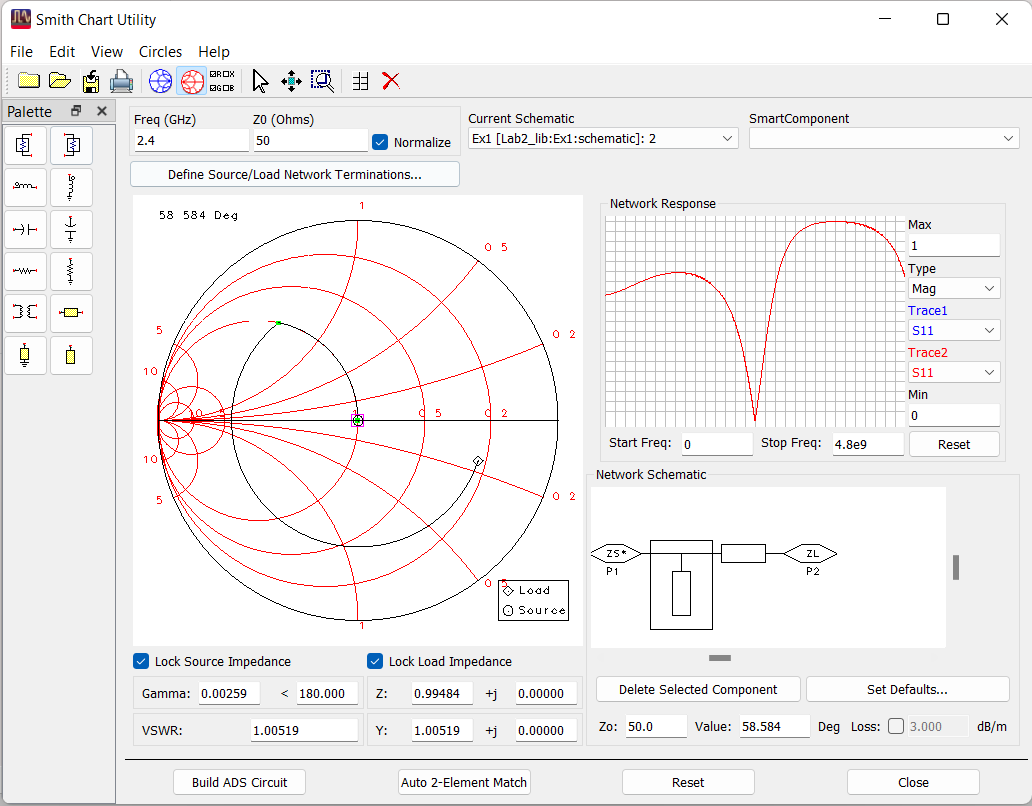 Smith Chart Utility
File Edit View Circles Help
Palette
Freq (GHz)
2.4
Z0 (Ohms)
50
Normalize
Current Schematic
Ex1 [Lab2_lib:Ex1:schematic]: 2
SmartComponent
Define Source/Load Network Terminations...
58 584 Deg
1
0 5
0 2
5
10
1 0 5 0 2
10
5
0 2
0 5
1
Load
Source
Network Response
Max
1
Type
Mag
Trace1
S11
Trace2
S11
Min
0
Start Freq: 0 Stop Freq: 4.8e9 Reset
Network Schematic
ZS*
P1
ZL
P2
Lock Source Impedance
Lock Load Impedance
Gamma: 0.00259 < 180.000
Z: 0.99484 +j 0.00000
VSWR: 1.00519
Y: 1.00519 +j 0.00000
Delete Selected Component
Set Defaults...
Zo: 50.0 Value: 58.584 Deg Loss: 3.000 dB/m
Build ADS Circuit
Auto 2-Element Match
Reset
Close